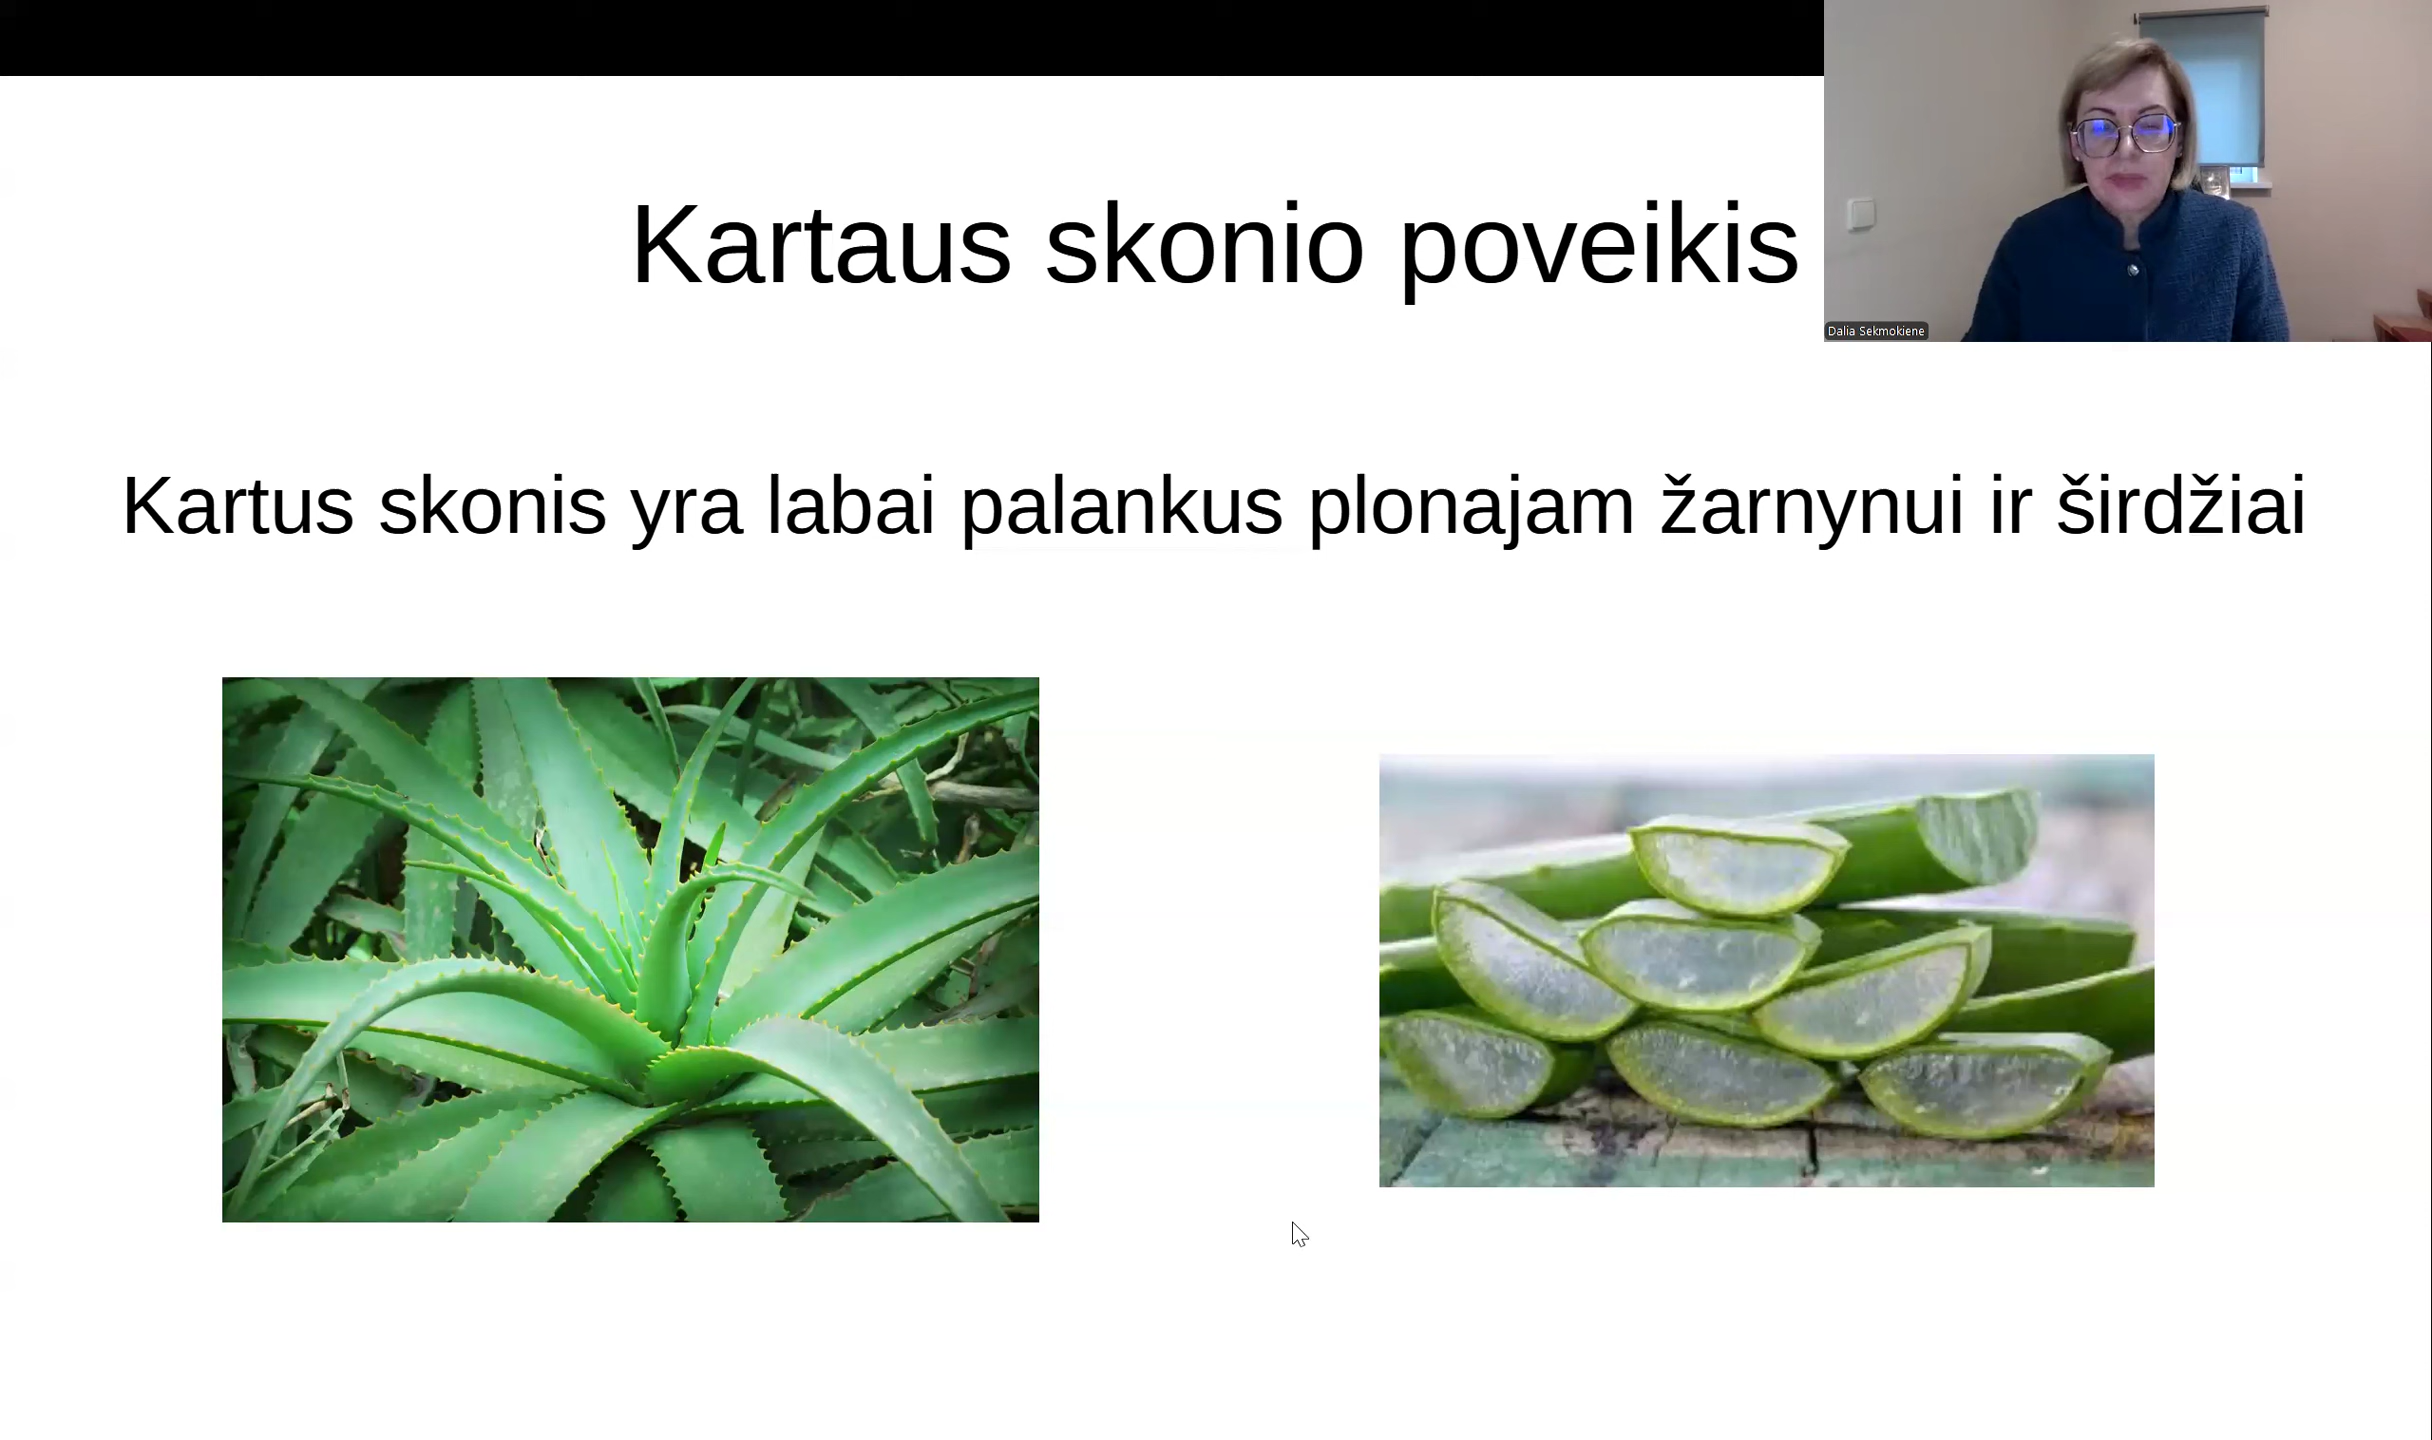 Kartaus skonio poveikis
Dalia Sekmokiene
Kartus skonis yra labai palankus plonajam žarnynui ir širdžiai